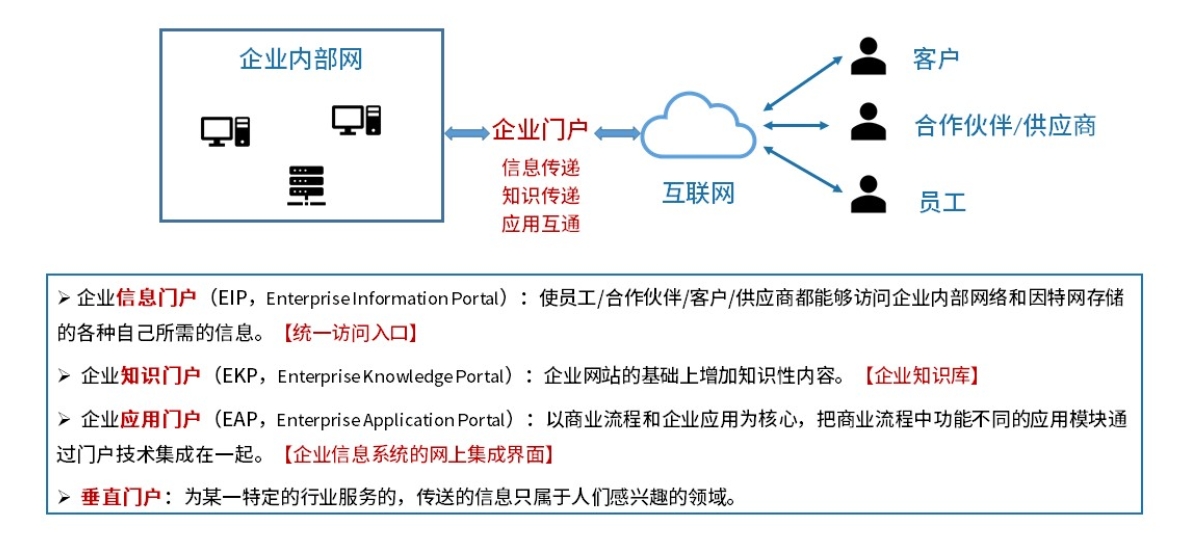 企业内部网
企业门户
信息传递
知识传递
应用互通
互联网
客户
合作伙伴/供应商
员工
➢ 企业信息门户（EIP，Enterprise Information Portal）：使员工/合作伙伴/客户/供应商都能够访问企业内部网络和因特网存储
的各种自己所需的信息。【统一访问入口】
➢ 企业知识门户（EKP，Enterprise Knowledge Portal）：企业网站的基础上增加知识性内容。【企业知识库】
➢ 企业应用门户（EAP，Enterprise Application Portal）：以商业流程和企业应用为核心，把商业流程中功能不同的应用模块通
过门户技术集成在一起。【企业信息系统的网上集成界面】
➢ 垂直门户：为某一特定的行业服务的，传送的信息只属于人们感兴趣的领域。